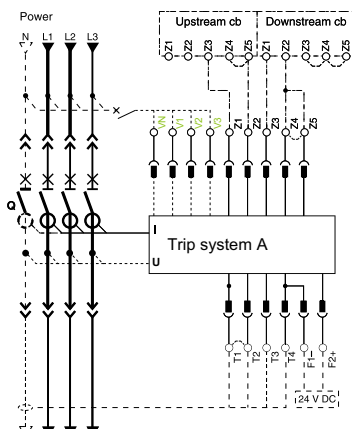 Power
Upstream cb
Downstream cb
N L1 L2 L3
Z1 Z2 Z3 Z4 Z5 Z1 Z2 Z3 Z4 Z5
VN V1 V2 V3 Z1 Z2 Z3 Z4 Z5
Q
I
U
Trip system A
T1 T2 T3 T4 F1– F2+
24 V DC